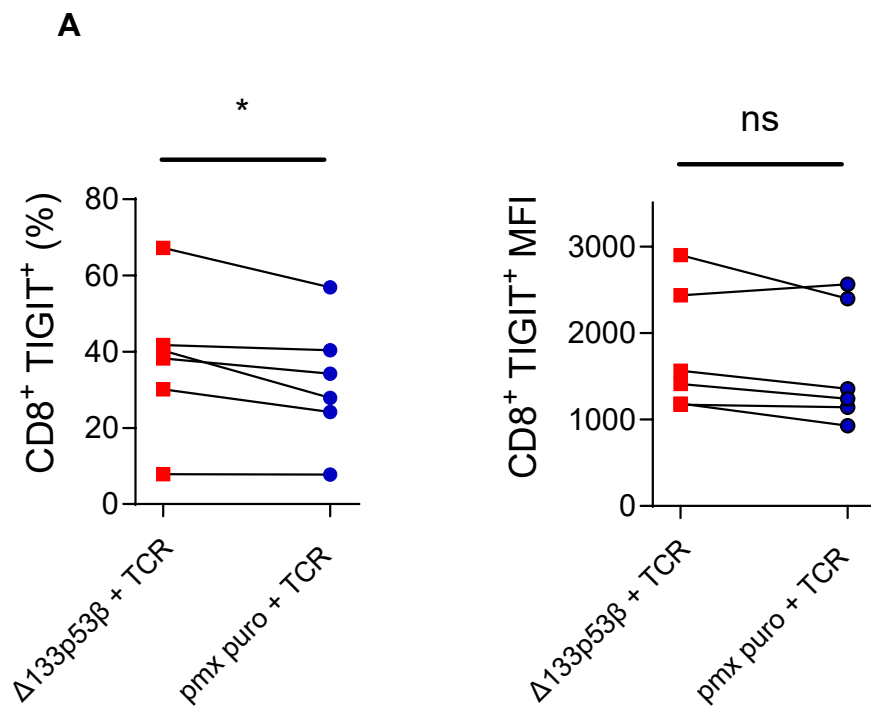 A
*
CD8⁺ TIGIT⁺ (%)
80
60
40
20
0
Δ133p53β + TCR
pmx puro + TCR
ns
CD8⁺ TIGIT⁺ MFI
3000
2000
1000
0
Δ133p53β + TCR
pmx puro + TCR